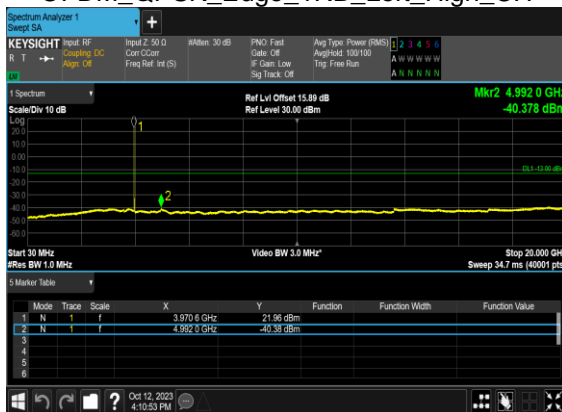 Spectrum Analyzer 1
Swept SA
+
KEYSIGHT Input: RF Input Z: 50 Ω #Atten: 30 dB PNO: Fast Avg Type: Power (RMS) 1 2 3 4 5 6
R T Coupling: DC Corr CCorr Gate: Off Avg|Hold: 100/100 A W W W W W
Align: Off Freq Ref: Int (S) IF Gain: Low Trig: Free Run
LXI Sig Track: Off A N N N N N
1 Spectrum Ref Lvl Offset 15.89 dB Mkr2 4.992 0 GHz
Scale/Div 10 dB Ref Level 30.00 dBm -40.378 dBm
Log
20.0
10.0
0.00
-10.0
-20.0
-30.0
-40.0
-50.0
-60.0
1
2
DL1 -13.00 dBm
Start 30 MHz Video BW 3.0 MHz* Stop 20.000 GHz
#Res BW 1.0 MHz Sweep 34.7 ms (40001 pts)
5 Marker Table
Mode Trace Scale X Y Function Function Width Function Value
1 N 1 f 3.970 6 GHz 21.96 dBm
2 N 1 f 4.992 0 GHz -40.38 dBm
3
4
5
6
? Oct 12, 2023
4:10:53 PM